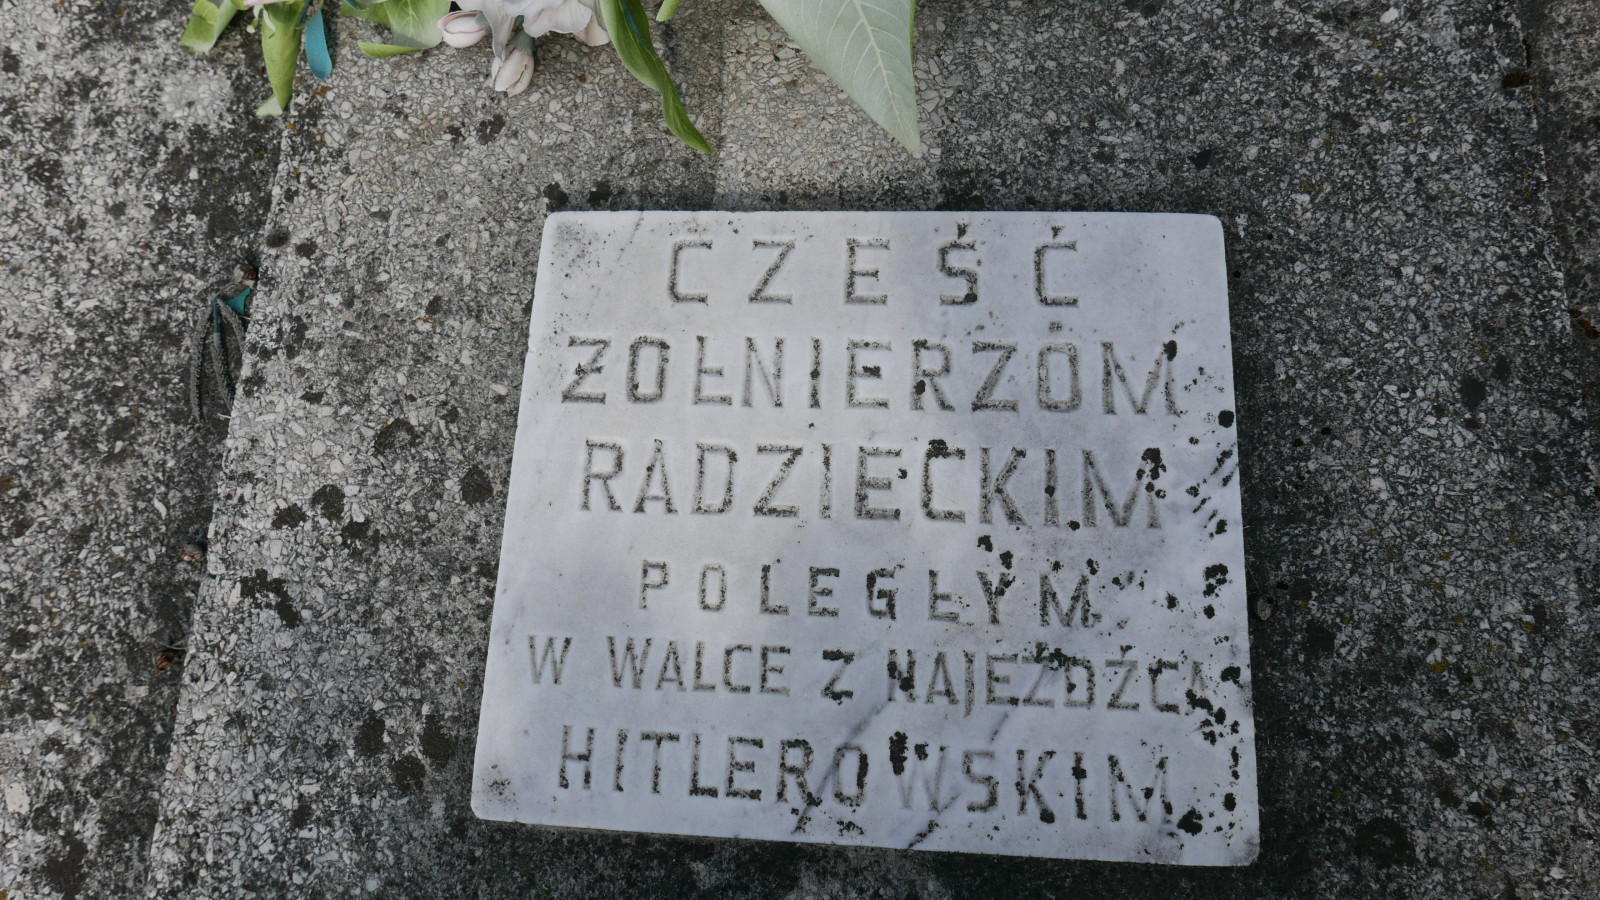 CZEŚĆ
ŻOŁNIERZOM
RADZIECKIM
POLEGŁYM
W WALCE Z NAJEŹDŹCĄ
HITLEROWSKIM